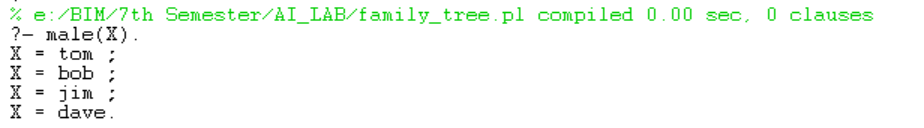 % e:/BIM/7th Semester/AI_LAB/family_tree.pl compiled 0.00 sec, 0 clauses
?- male(X).
X = tom ;
X = bob ;
X = jim ;
X = dave.